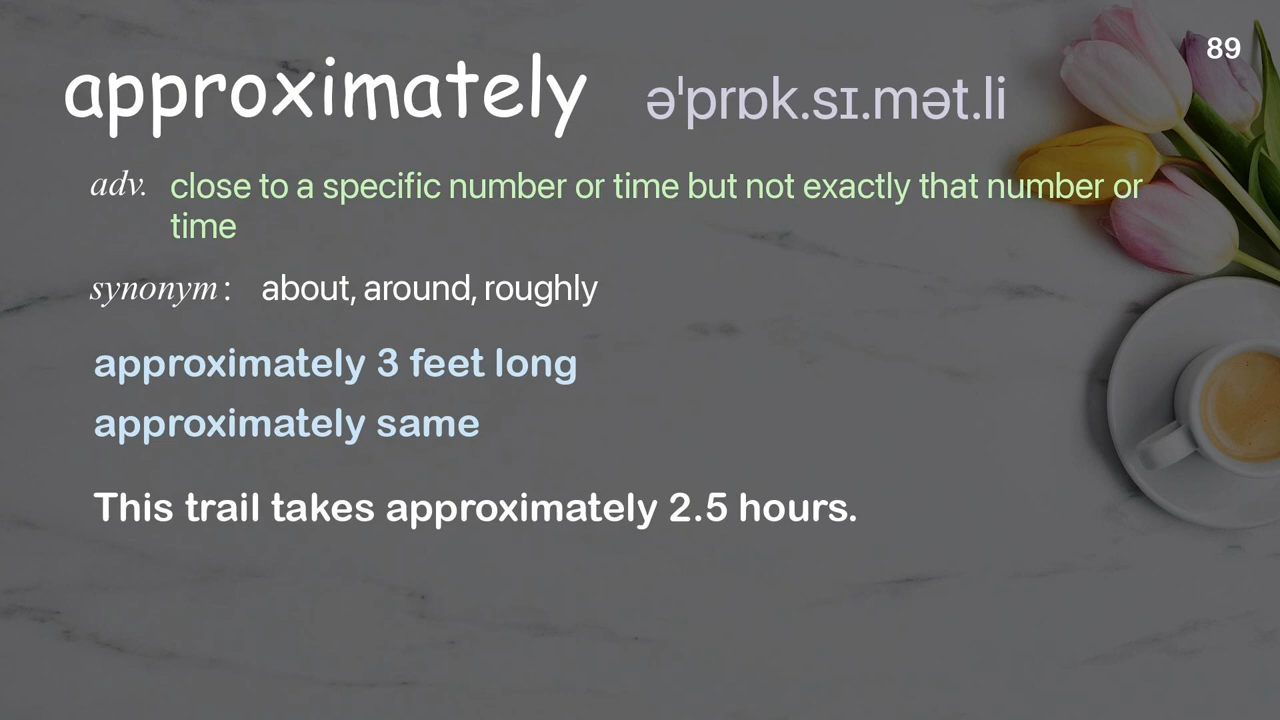 89
approximately əˈprɒk.sɪ.mət.li
adv. close to a specific number or time but not exactly that number or
time
synonym: about, around, roughly
approximately 3 feet long
approximately same
This trail takes approximately 2.5 hours.